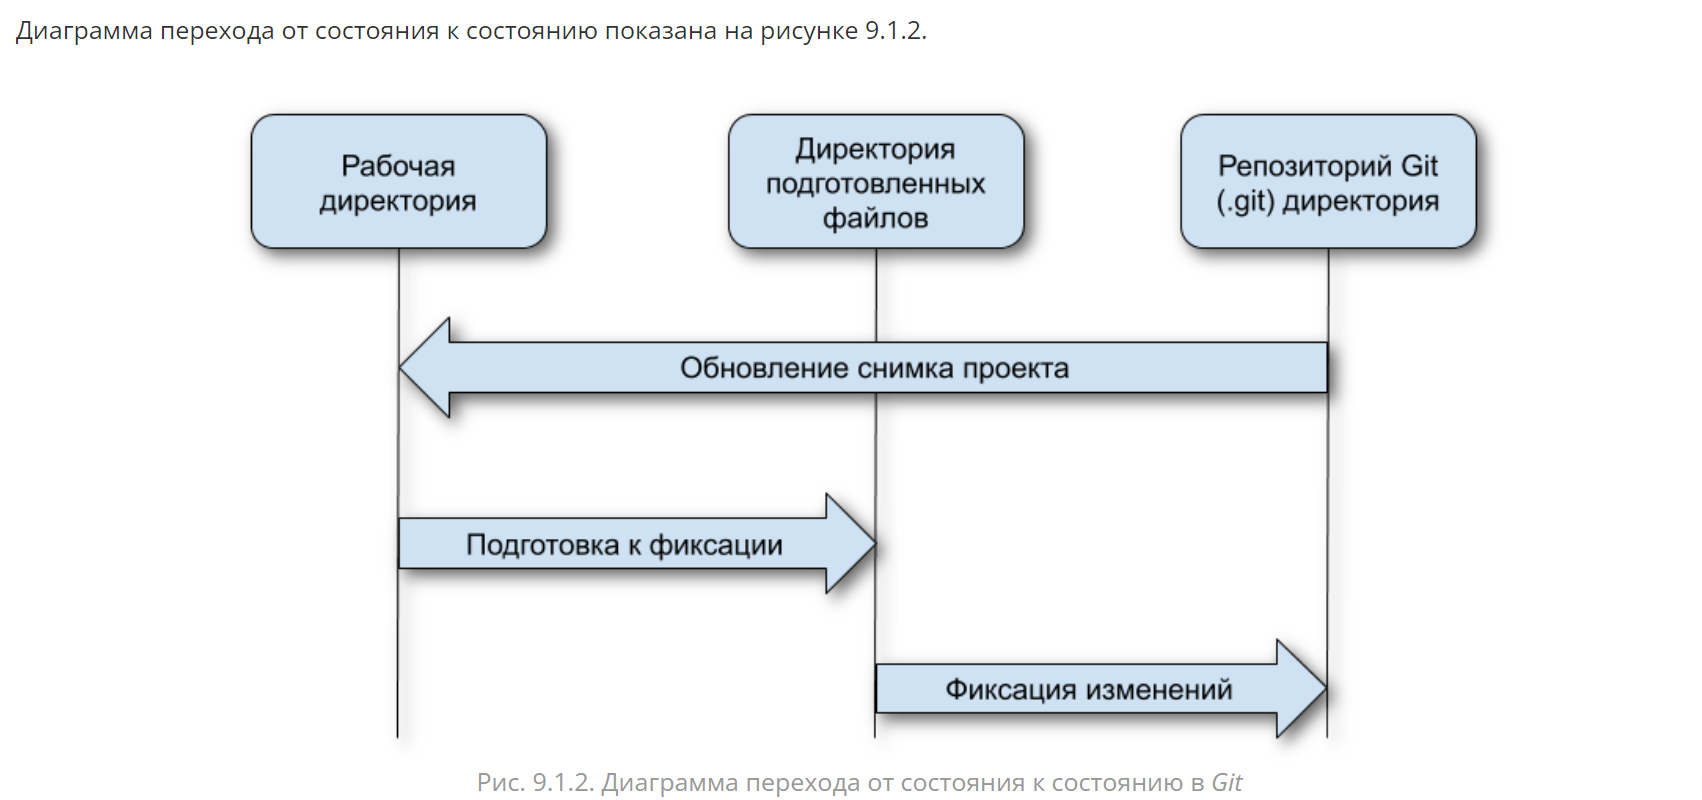 Диаграмма перехода от состояния к состоянию показана на рисунке 9.1.2.
Рабочая
директория
Директория
подготовленных
файлов
Репозиторий Git
(.git) директория
Обновление снимка проекта
Подготовка к фиксации
Фиксация изменений
Рис. 9.1.2. Диаграмма перехода от состояния к состоянию в Git